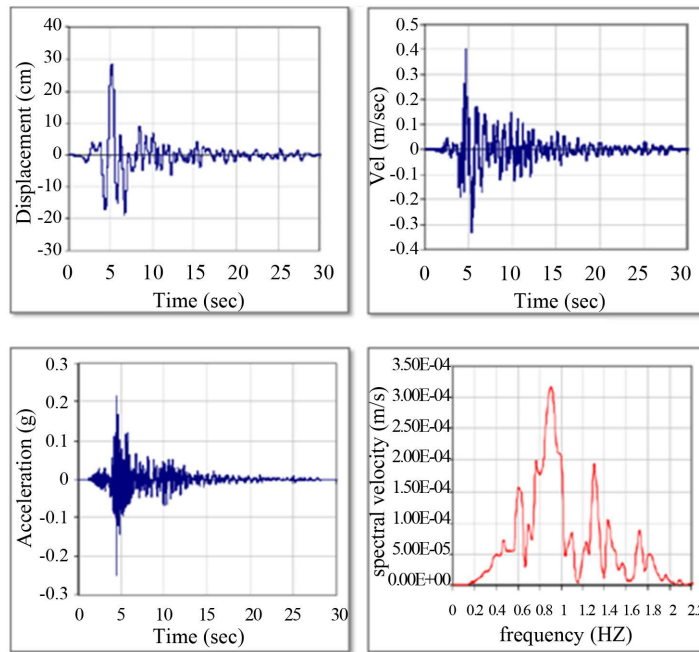 Displacement (cm)
40
30
20
10
0
-10
-20
-30
0 5 10 15 20 25 30
Time (sec)
Vel (m/sec)
0.5
0.4
0.3
0.2
0.1
0
-0.1
-0.2
-0.3
-0.4
0 5 10 15 20 25 30
Time (sec)
Acceleration (g)
0.3
0.2
0.1
0
-0.1
-0.2
-0.3
0 5 10 15 20 25 30
Time (sec)
spectral velocity (m/s)
3.50E-04
3.00E-04
2.50E-04
2.00E-04
1.50E-04
1.00E-04
5.00E-05
0.00E+00
0 0.2 0.4 0.6 0.8 1 1.2 1.4 1.6 1.8 2 2.2
frequency (HZ)